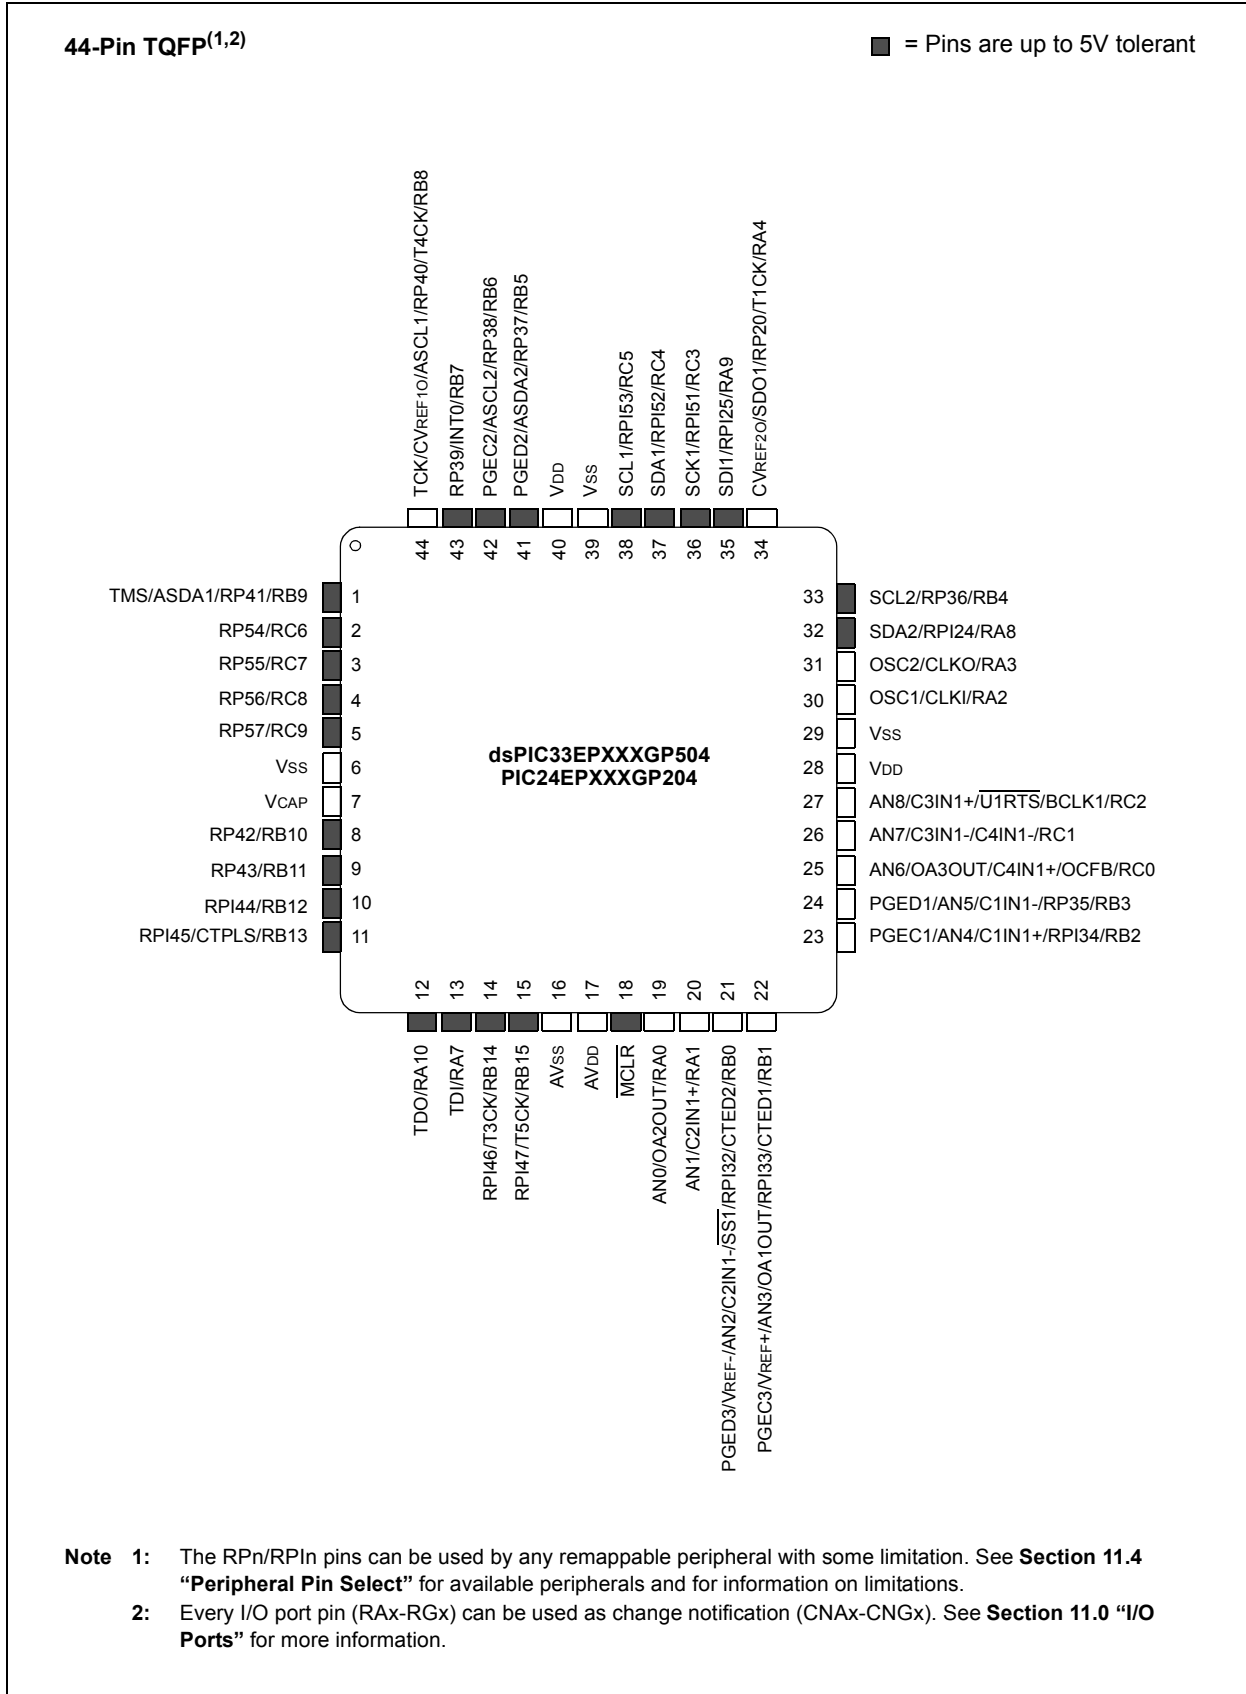 44-Pin TQFP(1,2)
= Pins are up to 5V tolerant
TCK/CVREF1O/ASCL1/RP40/T4CK/RB8
RP39/INT0/RB7
PGEC2/ASCL2/RP38/RB6
PGED2/ASDA2/RP37/RB5
VDD
VSS
SCL1/RPI53/RC5
SDA1/RPI52/RC4
SCK1/RPI51/RC3
SDI1/RPI25/RA9
CVREF2O/SDO1/RP20/T1CK/RA4
44 43 42 41 40 39 38 37 36 35 34
TMS/ASDA1/RP41/RB9 1
RP54/RC6 2
RP55/RC7 3
RP56/RC8 4
RP57/RC9 5
VSS 6
VCAP 7
RP42/RB10 8
RP43/RB11 9
RPI44/RB12 10
RPI45/CTPLS/RB13 11
dsPIC33EPXXXGP504
PIC24EPXXXGP204
33 SCL2/RP36/RB4
32 SDA2/RPI24/RA8
31 OSC2/CLKO/RA3
30 OSC1/CLKI/RA2
29 VSS
28 VDD
27 AN8/C3IN1+/U1RTS/BCLK1/RC2
26 AN7/C3IN1-/C4IN1-/RC1
25 AN6/OA3OUT/C4IN1+/OCFB/RC0
24 PGED1/AN5/C1IN1-/RP35/RB3
23 PGEC1/AN4/C1IN1+/RPI34/RB2
12 13 14 15 16 17 18 19 20 21 22
TDO/RA10
TDI/RA7
RPI46/T3CK/RB14
RPI47/T5CK/RB15
AVSS
AVDD
MCLR
AN0/OA2OUT/RA0
AN1/C2IN1+/RA1
PGED3/VREF-/AN2/C2IN1-/SS1/RPI32/CTED2/RB0
PGEC3/VREF+/AN3/OA1OUT/RPI33/CTED1/RB1
Note 1: The RPn/RPIn pins can be used by any remappable peripheral with some limitation. See Section 11.4
“Peripheral Pin Select” for available peripherals and for information on limitations.
2: Every I/O port pin (RAx-RGx) can be used as change notification (CNAx-CNGx). See Section 11.0 “I/O
Ports” for more information.